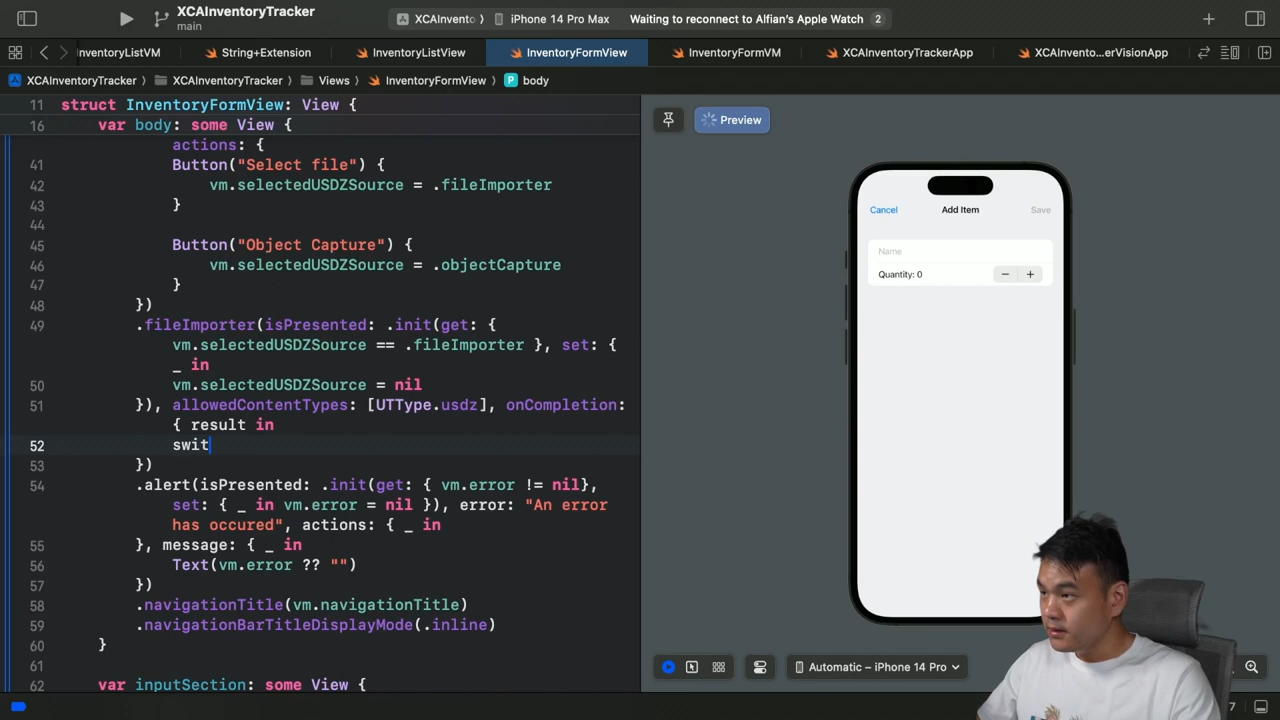 XCAInventoryTracker
main
XCAInvento
iPhone 14 Pro Max
Waiting to reconnect to Alfian's Apple Watch
2
nventoryListVM
String+Extension
InventoryListView
InventoryFormView
InventoryFormVM
XCAInventoryTrackerApp
XCAInvento...erVisionApp
XCAInventoryTracker
XCAInventoryTracker
Views
InventoryFormView
P body
11 struct InventoryFormView: View {
16 var body: some View {
actions: {
41 Button("Select file") {
42 vm.selectedUSDZSource = .fileImporter
43 }
44
45 Button("Object Capture") {
46 vm.selectedUSDZSource = .objectCapture
47 }
48 })
49 .fileImporter(isPresented: .init(get: {
vm.selectedUSDZSource == .fileImporter }, set: {
_ in
50 vm.selectedUSDZSource = nil
51 }), allowedContentTypes: [UTType.usdz], onCompletion:
{ result in
52 swit
53 })
54 .alert(isPresented: .init(get: { vm.error != nil},
set: { _ in vm.error = nil }), error: "An error
has occured", actions: { _ in
55 }, message: { _ in
56 Text(vm.error ?? "")
57 })
58 .navigationTitle(vm.navigationTitle)
59 .navigationBarTitleDisplayMode(.inline)
60 }
61
62 var inputSection: some View {
Preview
Cancel
Add Item
Save
Name
Quantity: 0
Automatic – iPhone 14 Pro
7